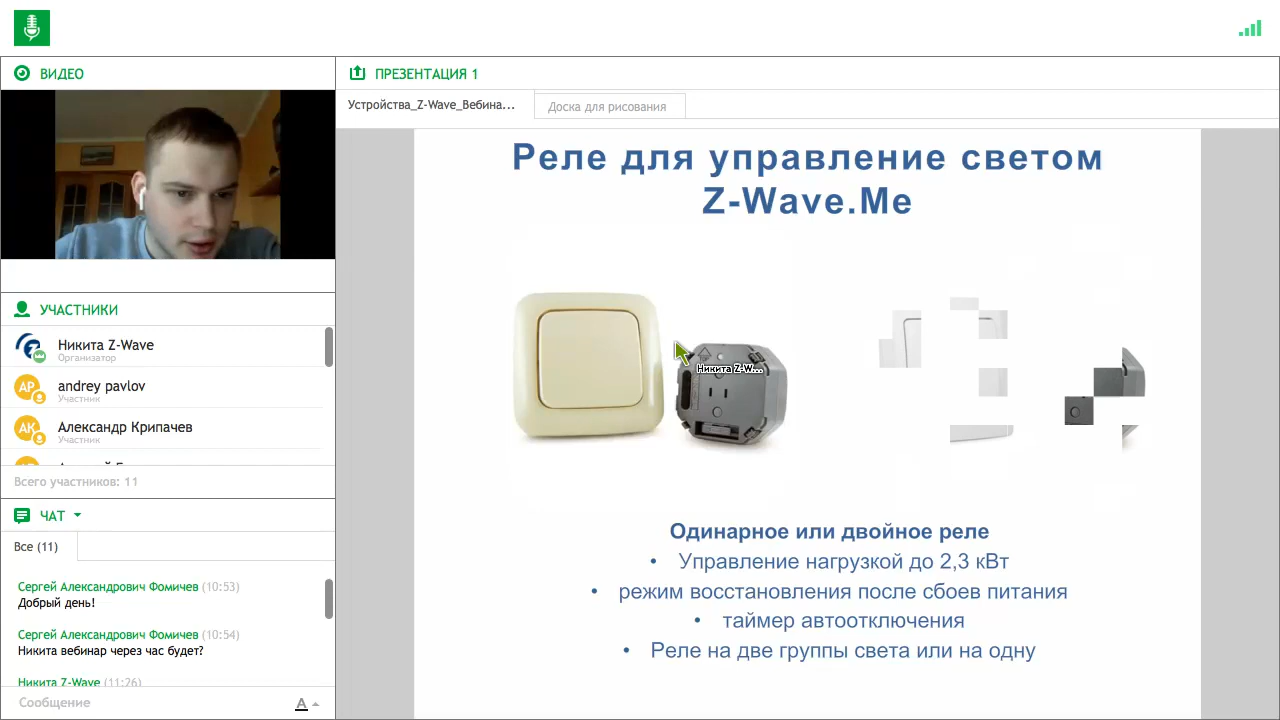 ВИДЕО
ПРЕЗЕНТАЦИЯ 1
Устройства_Z-Wave_Вебина...
Доска для рисования
Реле для управление светом
Z-Wave.Me
Никита Z-W...
Одинарное или двойное реле
• Управление нагрузкой до 2,3 кВт
• режим восстановления после сбоев питания
• таймер автоотключения
• Реле на две группы света или на одну
УЧАСТНИКИ
Никита Z-Wave
Организатор
AP
andrey pavlov
Участник
АК
Александр Крипачев
Участник
Всего участников: 11
ЧАТ
Все (11)
Сергей Александрович Фомичев (10:53)
Добрый день!
Сергей Александрович Фомичев (10:54)
Никита вебинар через час будет?
Никита Z-Wave (11:26)
Сообщение
A